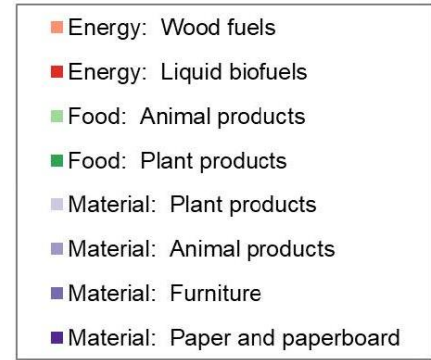 Energy: Wood fuels
Energy: Liquid biofuels
Food: Animal products
Food: Plant products
Material: Plant products
Material: Animal products
Material: Furniture
Material: Paper and paperboard